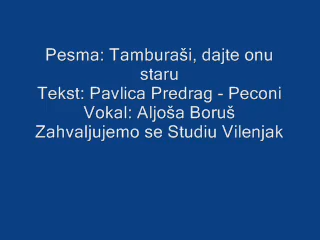 Pesma: Tamburaši, dajte onu
staru
Tekst: Pavlica Predrag - Peconi
Vokal: Aljoša Boruš
Zahvaljujemo se Studiu Vilenjak